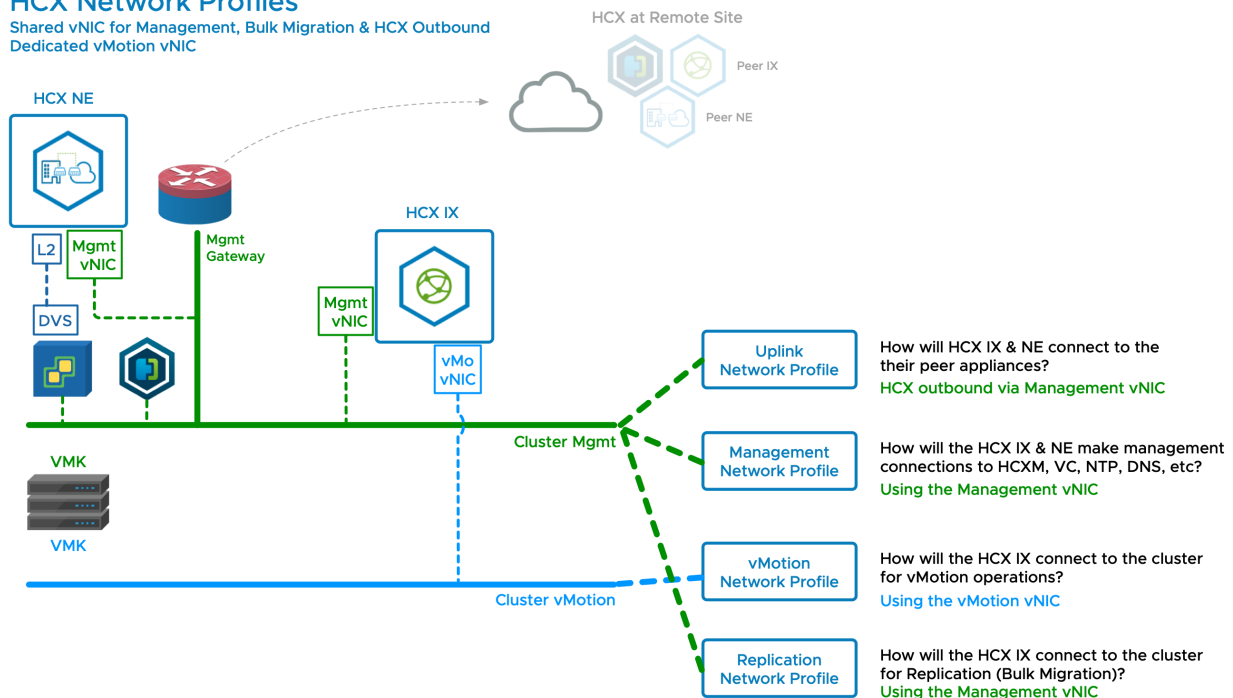 HCX Network Profiles
Shared vNIC for Management, Bulk Migration & HCX Outbound
Dedicated vMotion vNIC
HCX at Remote Site
Peer IX
Peer NE
HCX NE
L2
Mgmt
vNIC
DVS
Mgmt
Gateway
HCX IX
Mgmt
vNIC
vMo
vNIC
Cluster Mgmt
VMK
VMK
Cluster vMotion
Uplink
Network Profile
How will HCX IX & NE connect to the
their peer appliances?
HCX outbound via Management vNIC
Management
Network Profile
How will the HCX IX & NE make management
connections to HCXM, VC, NTP, DNS, etc?
Using the Management vNIC
vMotion
Network Profile
How will the HCX IX connect to the cluster
for vMotion operations?
Using the vMotion vNIC
Replication
Network Profile
How will the HCX IX connect to the cluster
for Replication (Bulk Migration)?
Using the Management vNIC